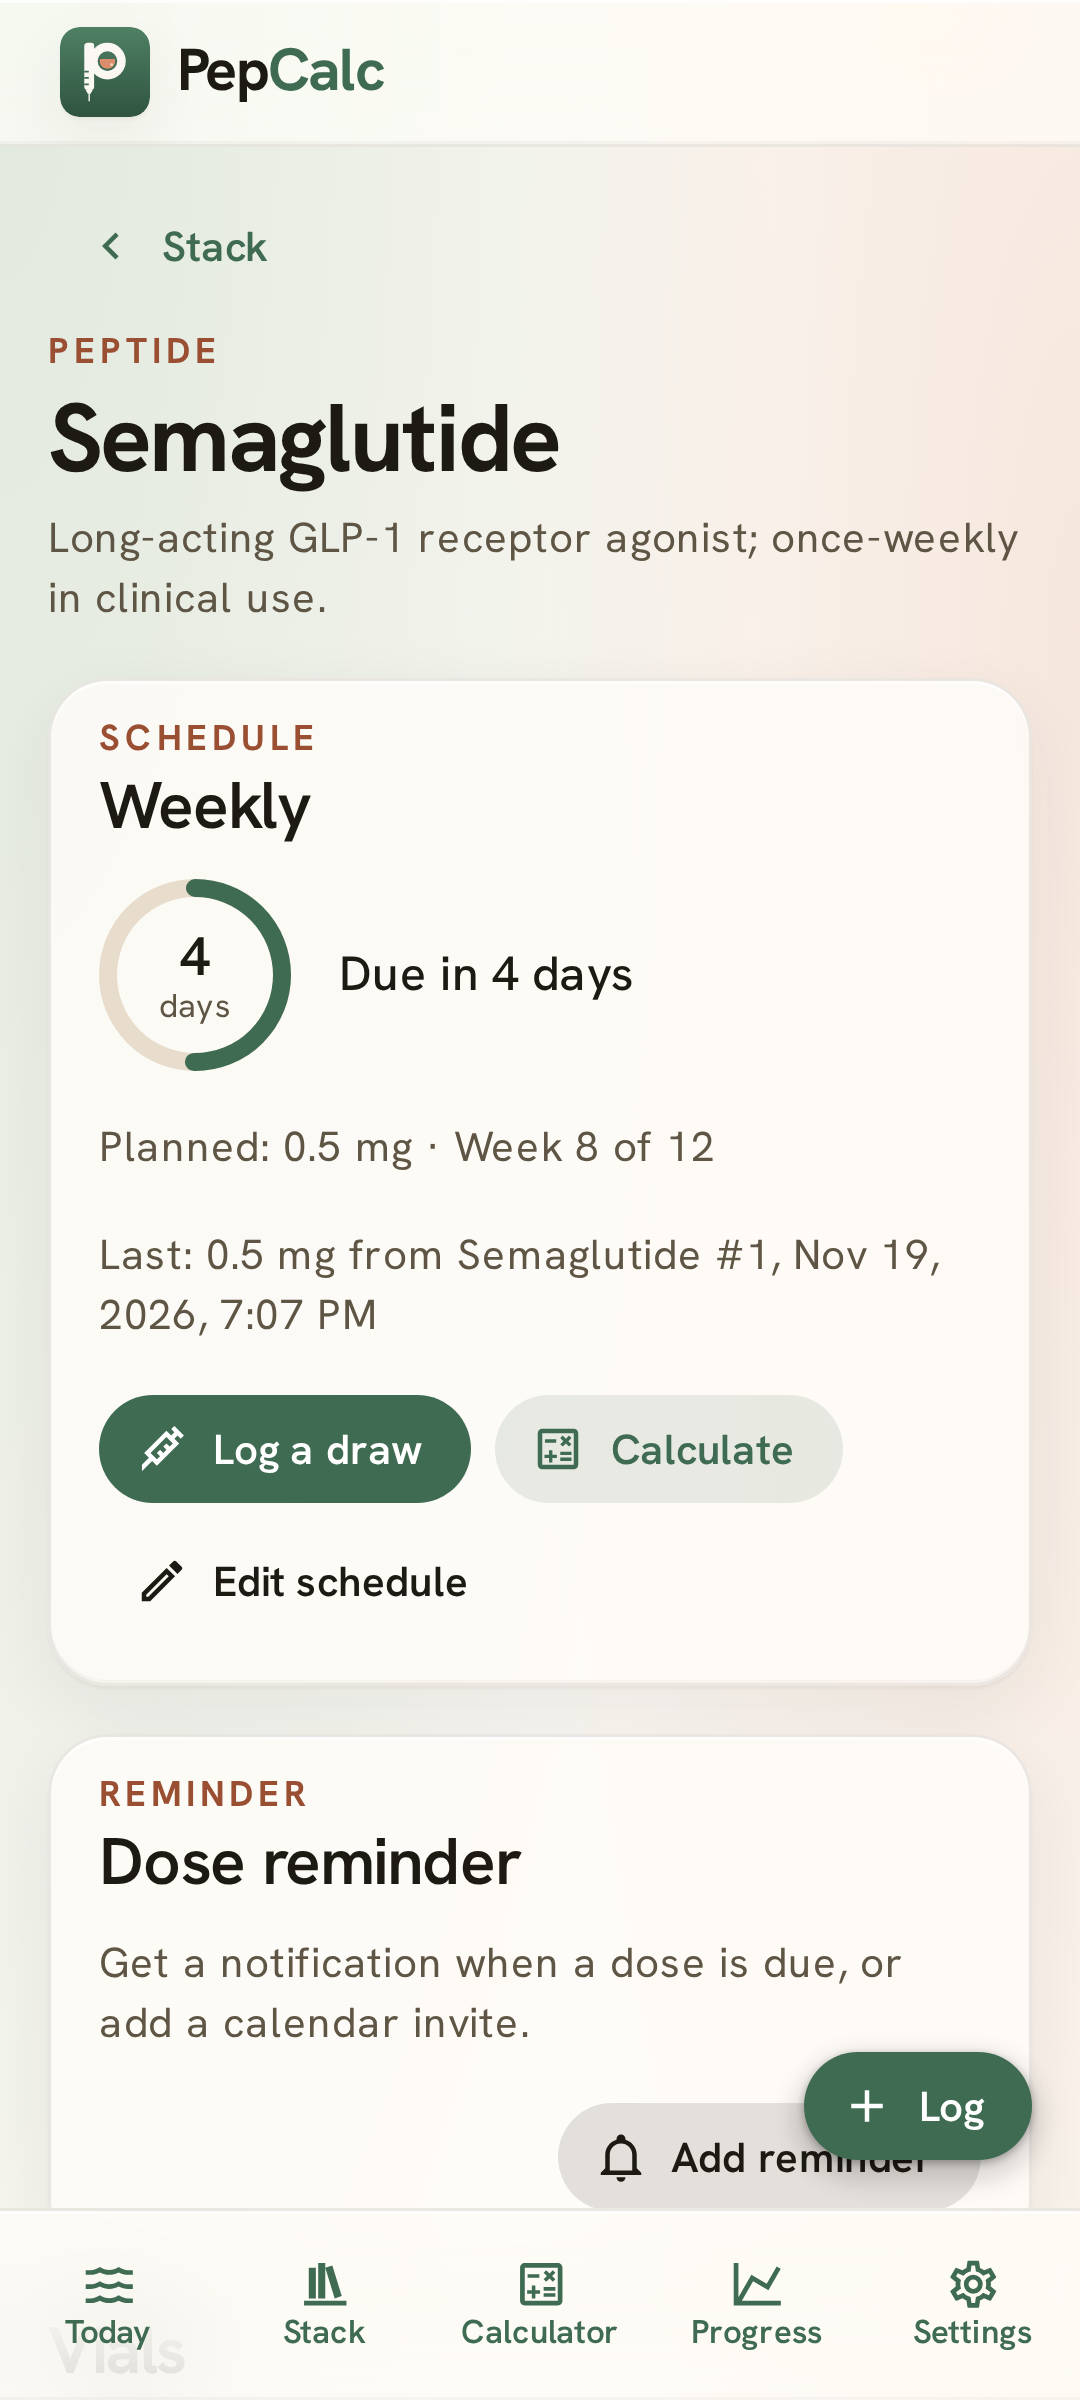 PepCalc
Stack
PEPTIDE
Semaglutide
Long-acting GLP-1 receptor agonist; once-weekly
in clinical use.
SCHEDULE
Weekly
4
days
Due in 4 days
Planned: 0.5 mg · Week 8 of 12
Last: 0.5 mg from Semaglutide #1, Nov 19,
2026, 7:07 PM
Log a draw
Calculate
Edit schedule
REMINDER
Dose reminder
Get a notification when a dose is due, or
add a calendar invite.
Log
Add reminder
Vials
Today
Stack
Calculator
Progress
Settings